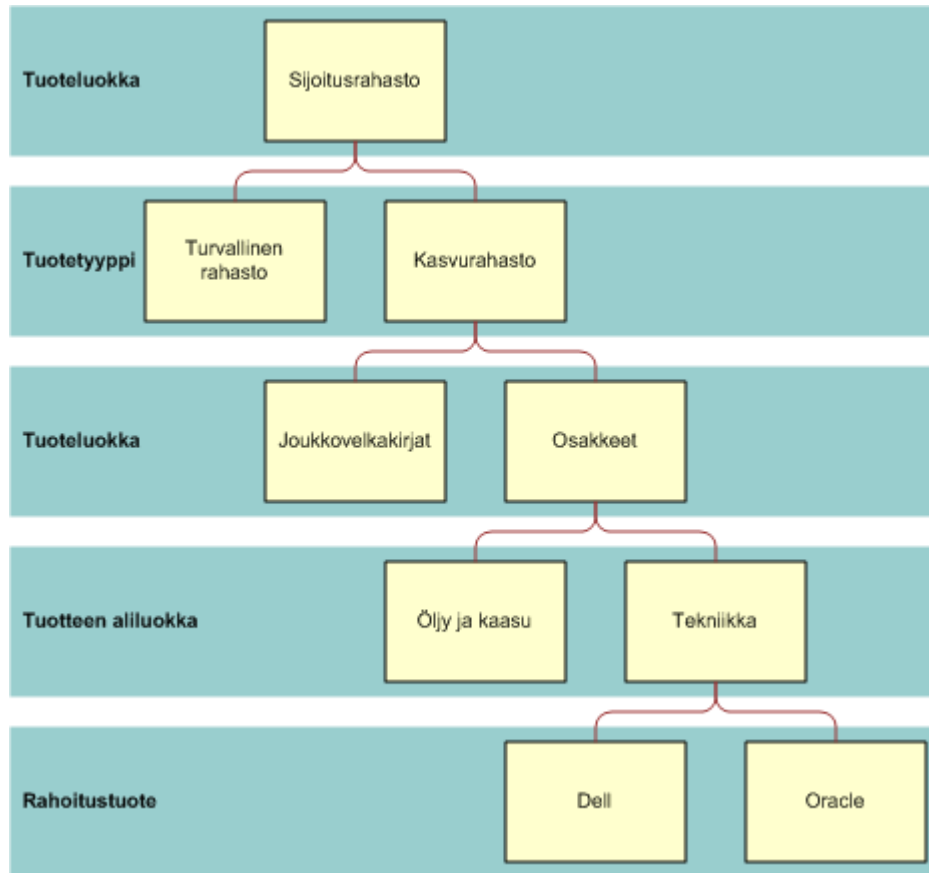 Tuoteluokka
Sijoitusrahasto
Tuotetyyppi
Turvallinen
rahasto
Kasvurahasto
Tuoteluokka
Joukkovelkakirjat
Osakkeet
Tuotteen aliluokka
Öljy ja kaasu
Tekniikka
Rahoitustuote
Dell
Oracle